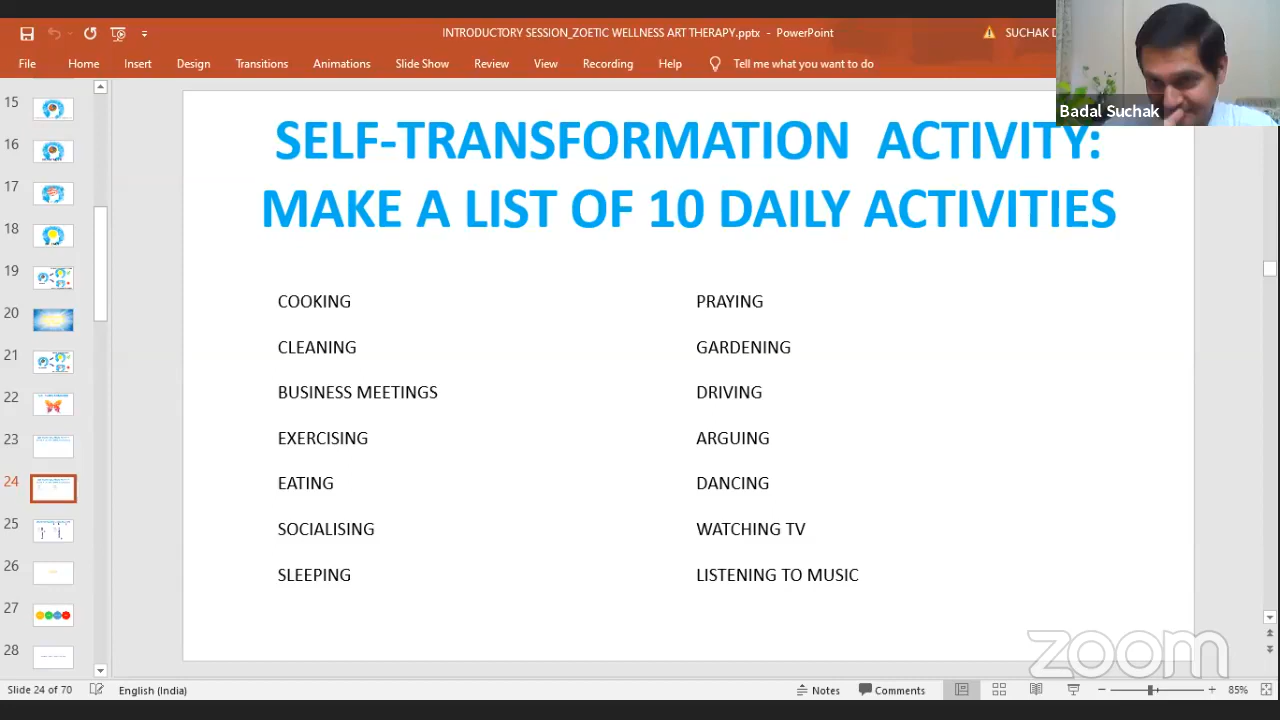 INTRODUCTORY SESSION_ZOETIC WELLNESS ART THERAPY.pptx - PowerPoint
SUCHAK D
File Home Insert Design Transitions Animations Slide Show Review View Recording Help Tell me what you want to do
Badal Suchak
15
16
17
18
19
20
21
22
23
24
25
26
27
28
SELF-TRANSFORMATION ACTIVITY:
MAKE A LIST OF 10 DAILY ACTIVITIES
COOKING
CLEANING
BUSINESS MEETINGS
EXERCISING
EATING
SOCIALISING
SLEEPING
PRAYING
GARDENING
DRIVING
ARGUING
DANCING
WATCHING TV
LISTENING TO MUSIC
zoom
Slide 24 of 70 English (India) Notes Comments 85%